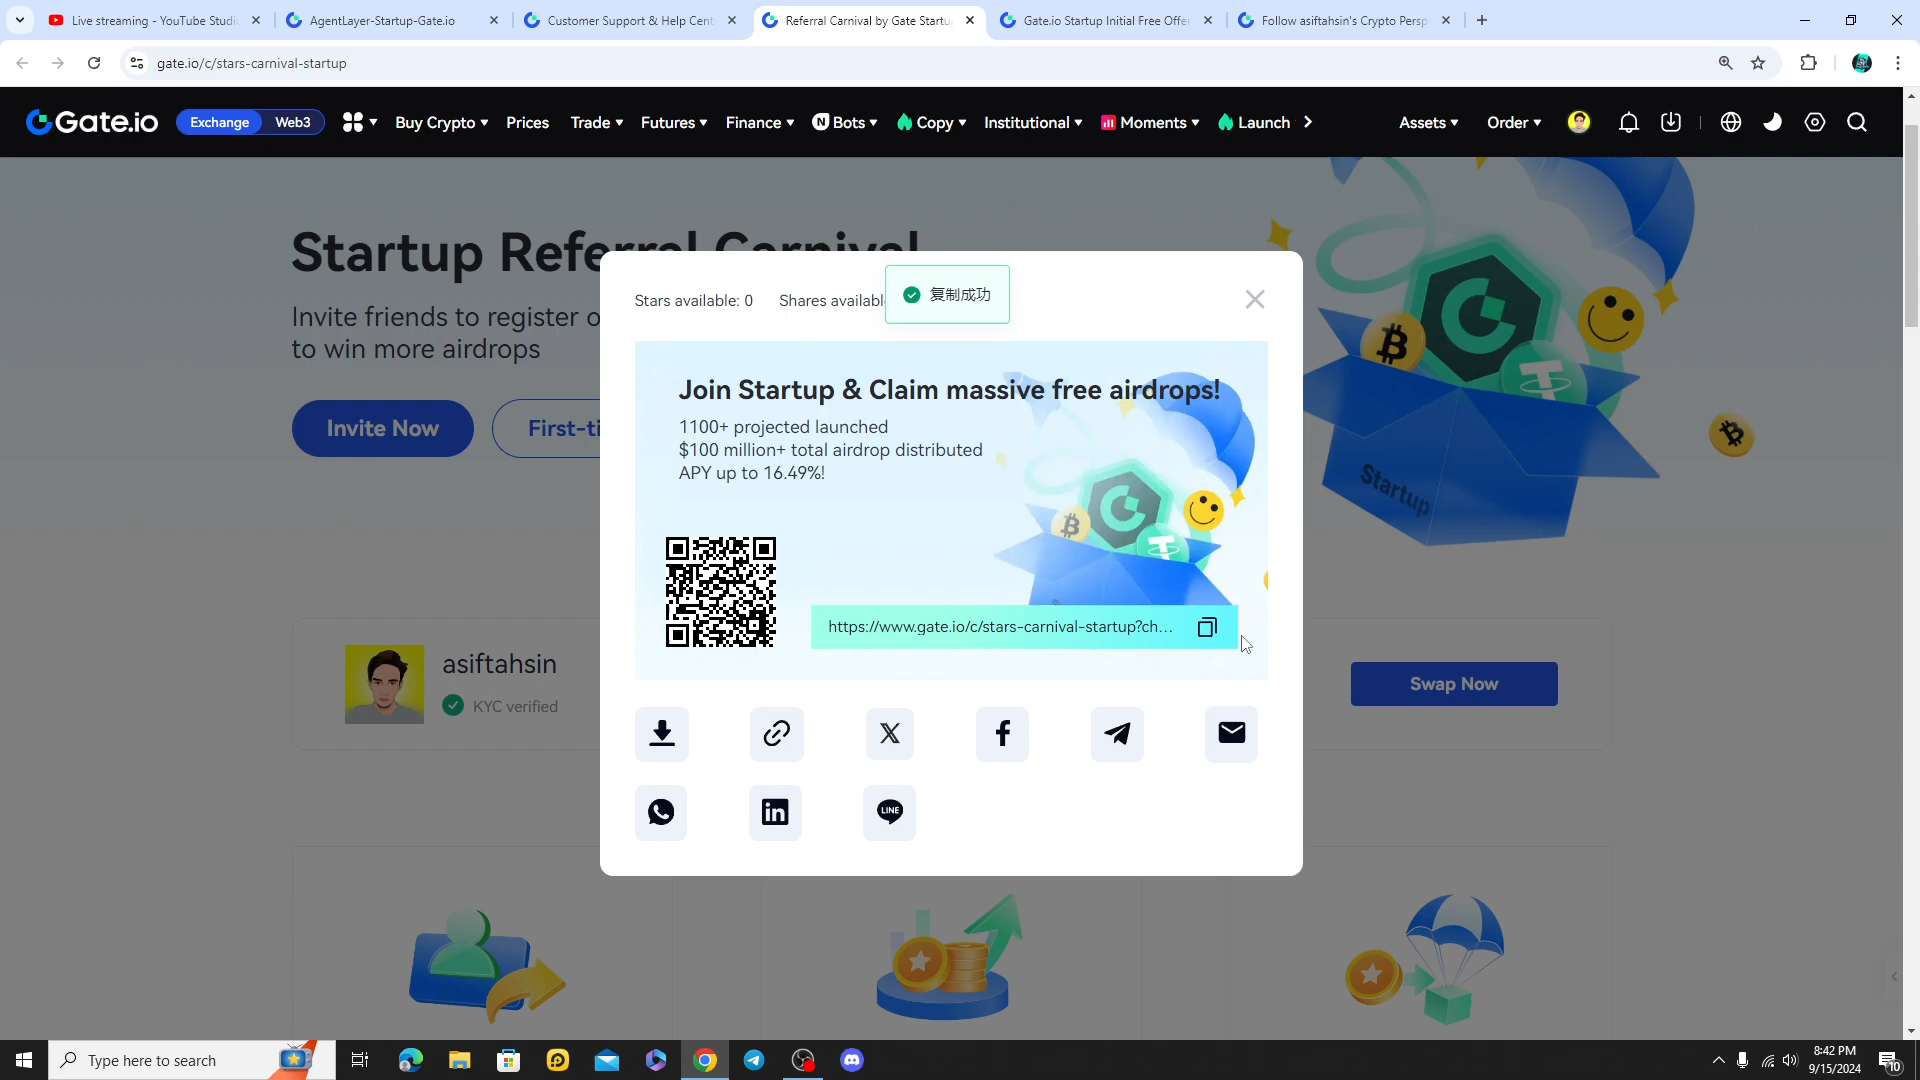 Live streaming - YouTube Studi
AgentLayer-Startup-Gate.io
Customer Support & Help Cent
Referral Carnival by Gate Startu
Gate.io Startup Initial Free Offer
Follow asiftahsin's Crypto Persp
gate.io/c/stars-carnival-startup
Gate.io
Exchange
Web3
Buy Crypto
Prices
Trade
Futures
Finance
Bots
Copy
Institutional
Moments
Launch
Assets
Order
Startup Referral Carnival
Invite friends to register o
to win more airdrops
Invite Now
First-ti
Startup
Stars available: 0
Shares availabl
复制成功
Join Startup & Claim massive free airdrops!
1100+ projected launched
$100 million+ total airdrop distributed
APY up to 16.49%!
https://www.gate.io/c/stars-carnival-startup?ch...
asiftahsin
KYC verified
Swap Now
LINE
Type here to search
8:42 PM
9/15/2024
10